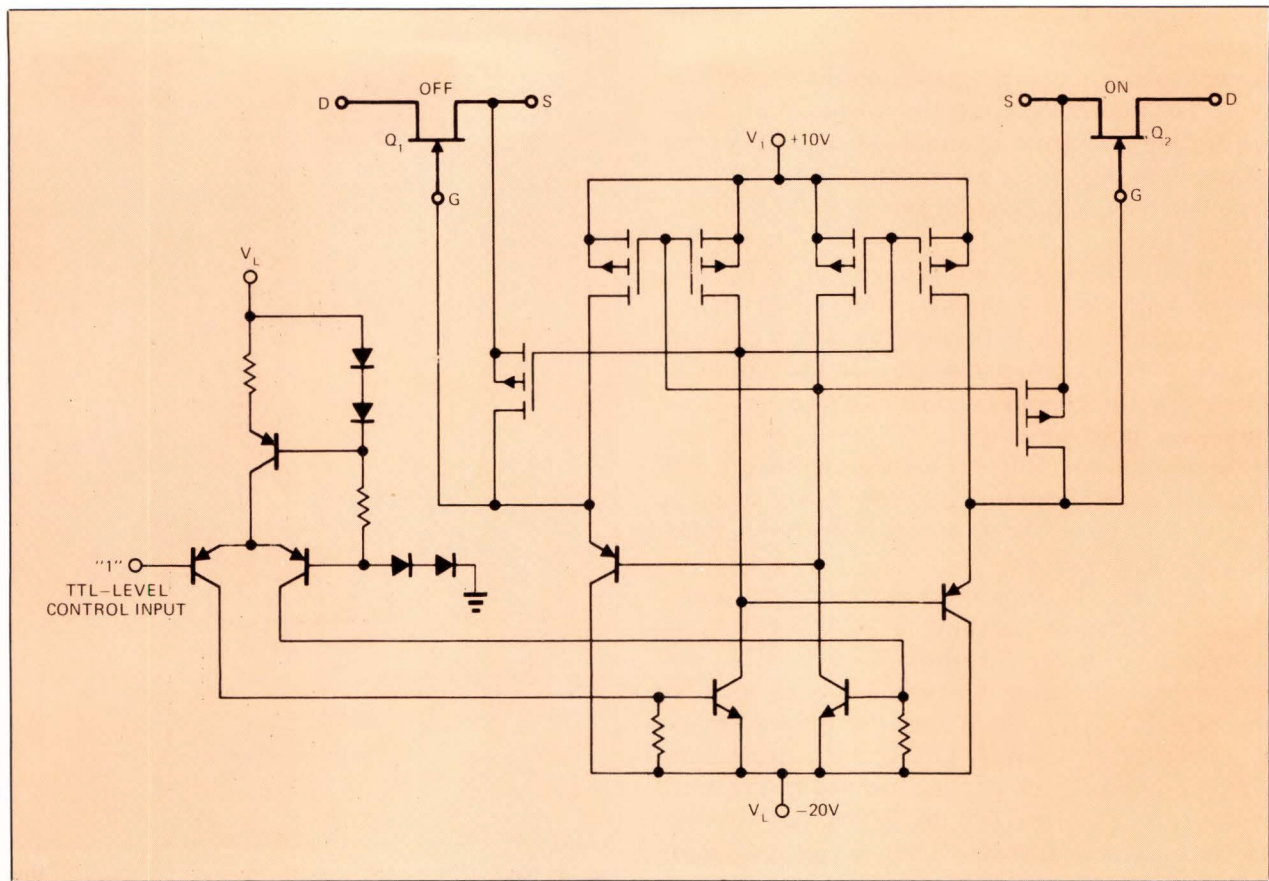 OFF
D
S
Q1
G
V1
+10V
ON
S
D
Q2
G
VL
"1"
TTL–LEVEL
CONTROL INPUT
VL
–20V